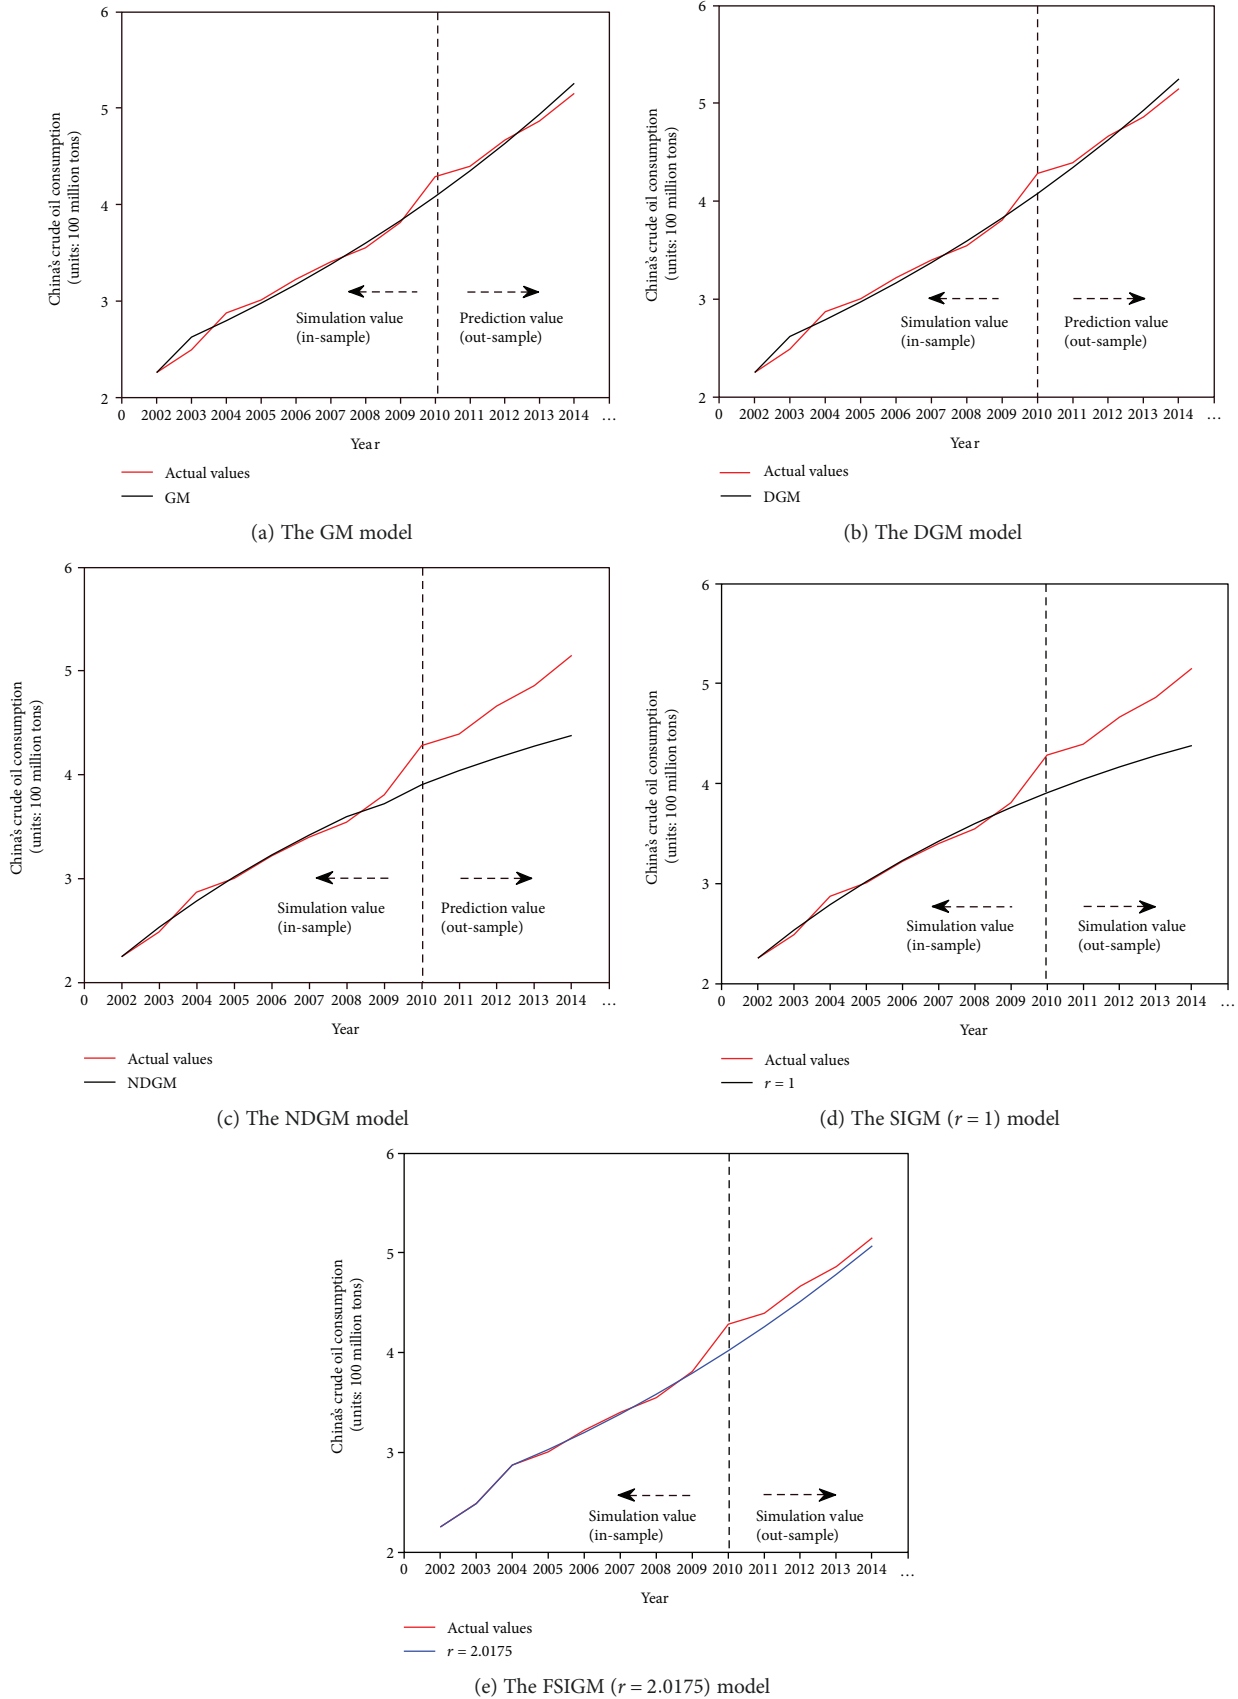 6
5
4
3
2
China's crude oil consumption
(units: 100 million tons)
Simulation value
(in-sample)
Prediction value
(out-sample)
0 2002 2003 2004 2005 2006 2007 2008 2009 2010 2011 2012 2013 2014 ...
Year
Actual values
GM
(a) The GM model
6
5
4
3
2
China's crude oil consumption
(units: 100 million tons)
Simulation value
(in-sample)
Prediction value
(out-sample)
0 2002 2003 2004 2005 2006 2007 2008 2009 2010 2011 2012 2013 2014 ...
Year
Actual values
DGM
(b) The DGM model
6
5
4
3
2
China's crude oil consumption
(units: 100 million tons)
Simulation value
(in-sample)
Prediction value
(out-sample)
0 2002 2003 2004 2005 2006 2007 2008 2009 2010 2011 2012 2013 2014 ...
Year
Actual values
NDGM
(c) The NDGM model
6
5
4
3
2
China's crude oil consumption
(units: 100 million tons)
Simulation value
(in-sample)
Simulation value
(out-sample)
0 2002 2003 2004 2005 2006 2007 2008 2009 2010 2011 2012 2013 2014 ...
Year
Actual values
r = 1
(d) The SIGM (r = 1) model
6
5
4
3
2
China's crude oil consumption
(units: 100 million tons)
Simulation value
(in-sample)
Simulation value
(out-sample)
0 2002 2003 2004 2005 2006 2007 2008 2009 2010 2011 2012 2013 2014 ...
Year
Actual values
r = 2.0175
(e) The FSIGM (r = 2.0175) model